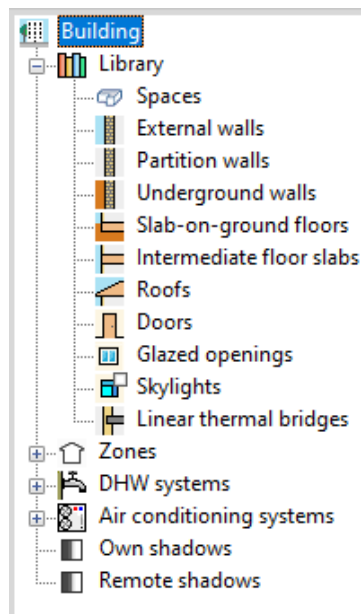 Building
Library
Spaces
External walls
Partition walls
Underground walls
Slab-on-ground floors
Intermediate floor slabs
Roofs
Doors
Glazed openings
Skylights
Linear thermal bridges
Zones
DHW systems
Air conditioning systems
Own shadows
Remote shadows